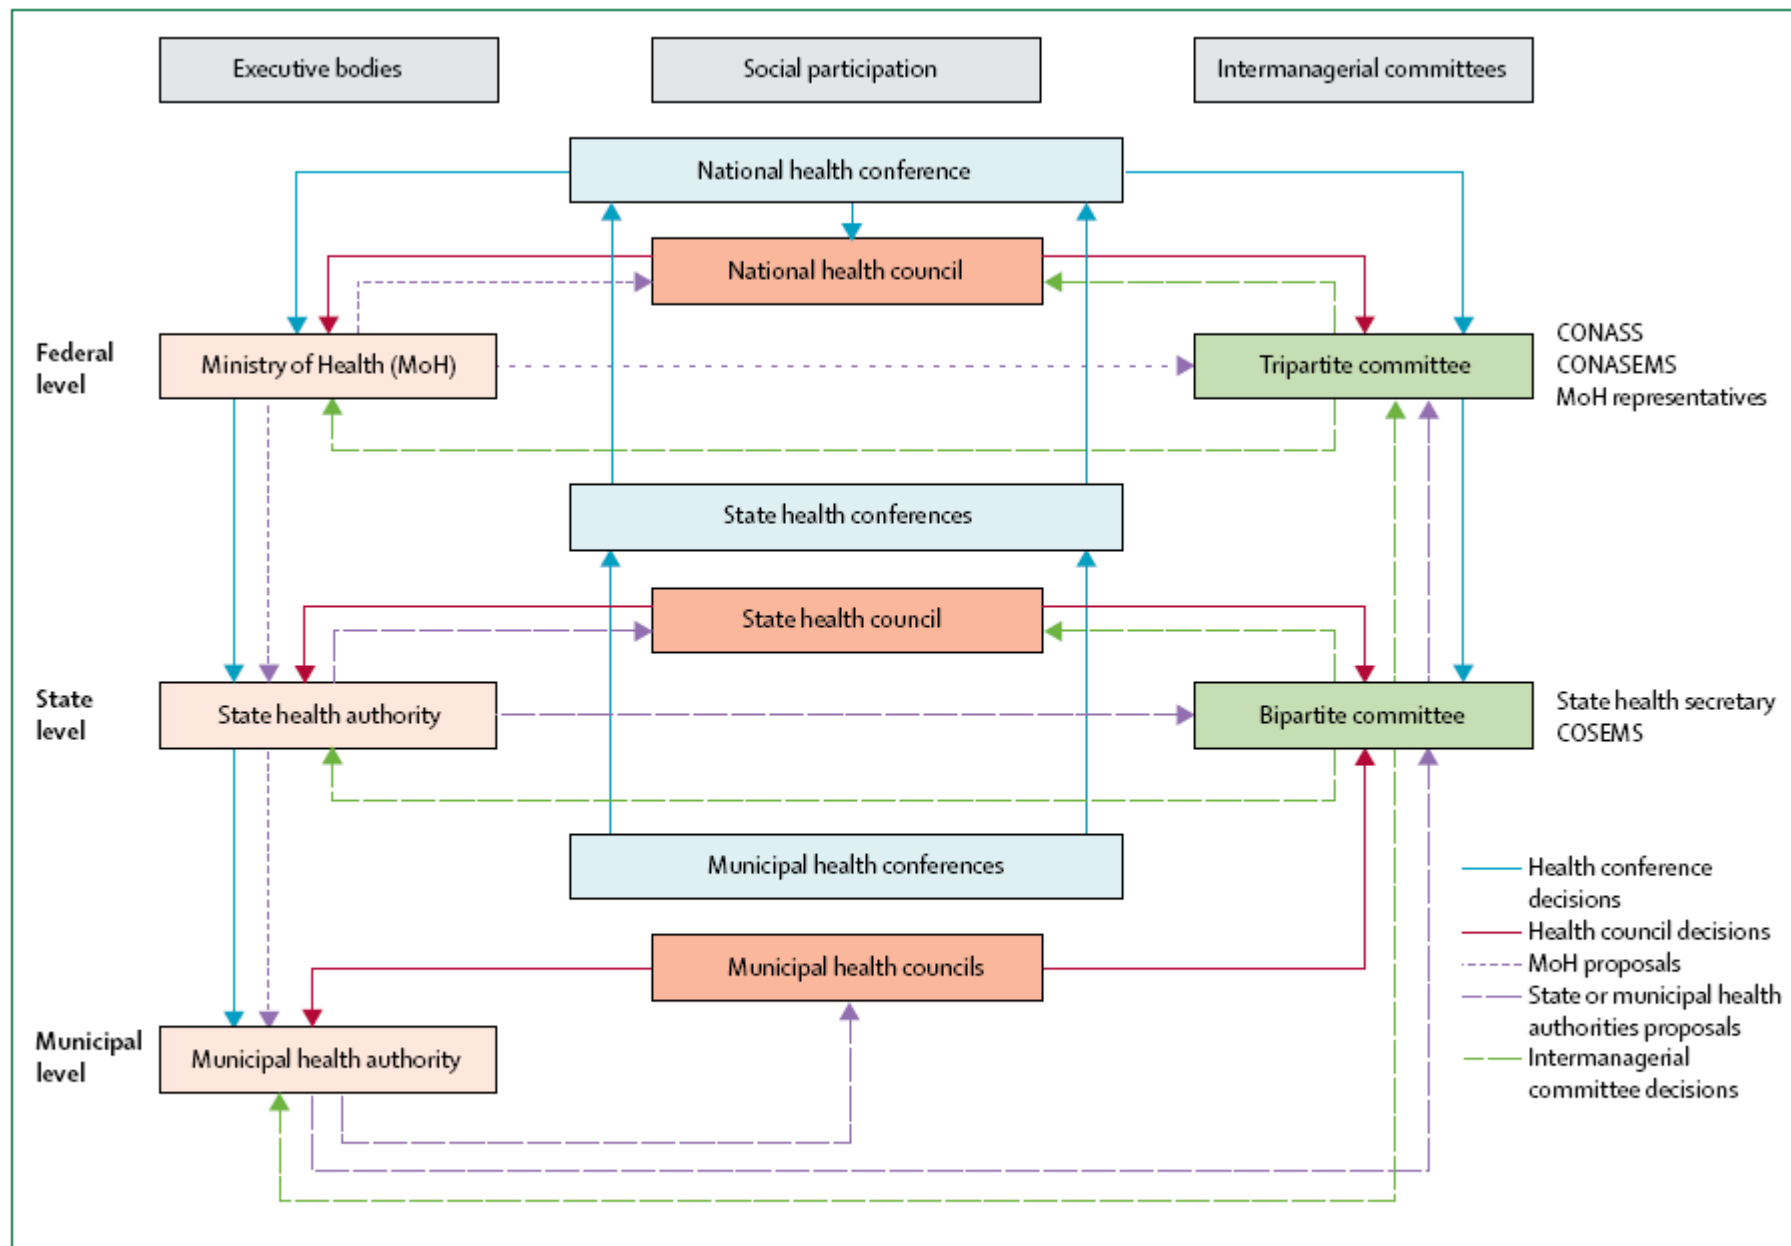 Executive bodies
Social participation
Intermanagerial committees
National health conference
National health council
Federal
level
Ministry of Health (MoH)
Tripartite committee
CONASS
CONASEMS
MoH representatives
State health conferences
State health council
State
level
State health authority
Bipartite committee
State health secretary
COSEMS
Municipal health conferences
Municipal health councils
Municipal
level
Municipal health authority
Health conference
decisions
Health council decisions
MoH proposals
State or municipal health
authorities proposals
Intermanagerial
committee decisions